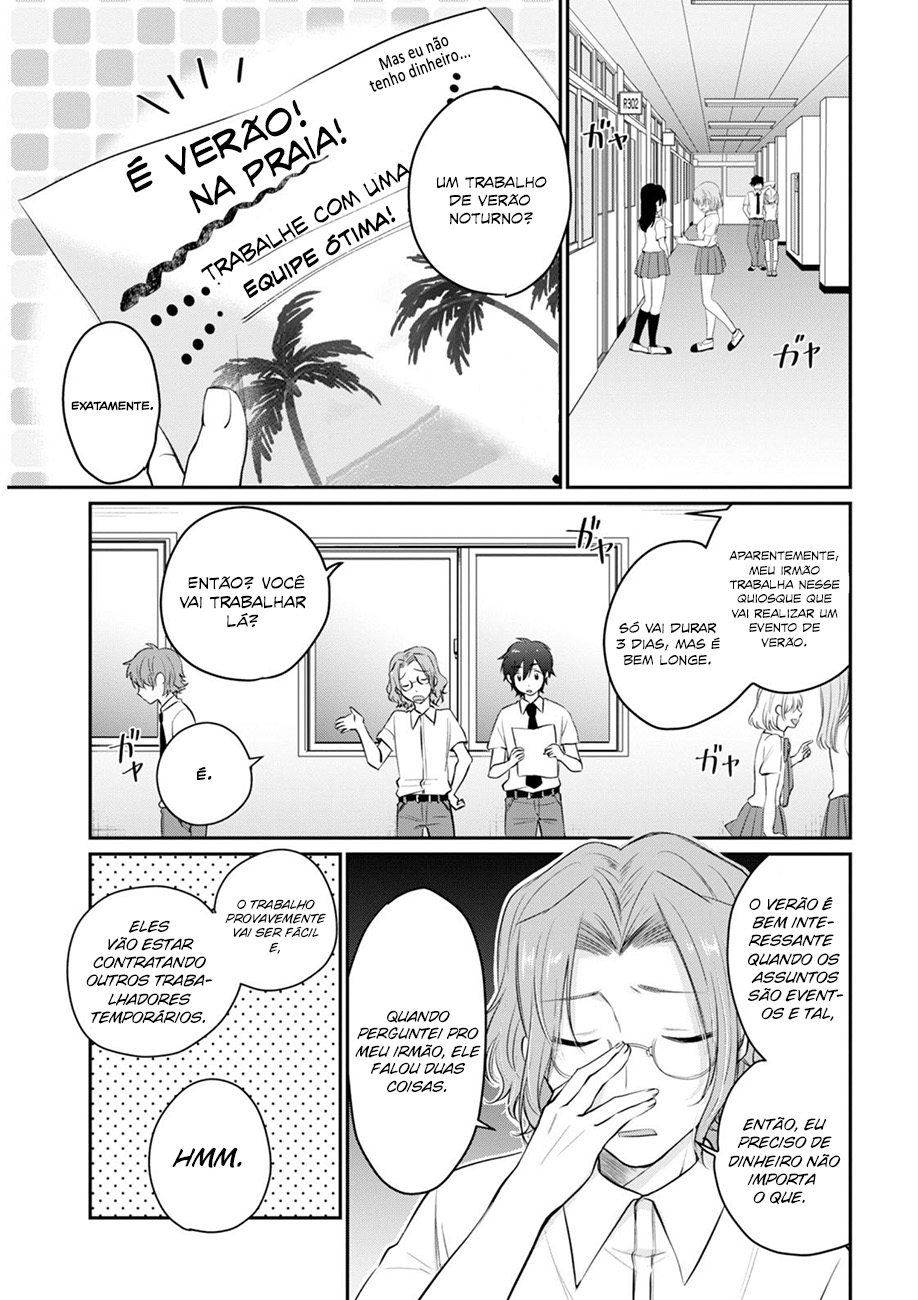 R302
ガヤ
ガヤ
Mas eu não
tenho dinheiro...
É VERÃO!
NA PRAIA!
TRABALHE COM UMA
EQUIPE ÓTIMA!
UM TRABALHO
DE VERÃO
NOTURNO?
EXATAMENTE.
APARENTEMENTE,
MEU IRMÃO
TRABALHA NESSE
QUIOSQUE QUE
VAI REALIZAR UM
EVENTO DE
VERÃO.
SÓ VAI DURAR
3 DIAS, MAS É
BEM LONGE.
ガヤ
ガヤ
ENTÃO? VOCÊ
VAI TRABALHAR
LÁ?
É.
ガヤ
O VERÃO É
BEM INTE-
RESSANTE
QUANDO OS
ASSUNTOS
SÃO EVENT-
OS E TAL,
ENTÃO, EU
PRECISO DE
DINHEIRO NÃO
IMPORTA
O QUE.
QUANDO
PERGUNTEI PRO
MEU IRMÃO, ELE
FALOU DUAS
COISAS.
O TRABALHO
PROVAVEMENTE
VAI SER FÁCIL
E,
ELES
VÃO ESTAR
CONTRATANDO
OUTROS TRABA-
LHADORES
TEMPORÁRIOS.
HMM.